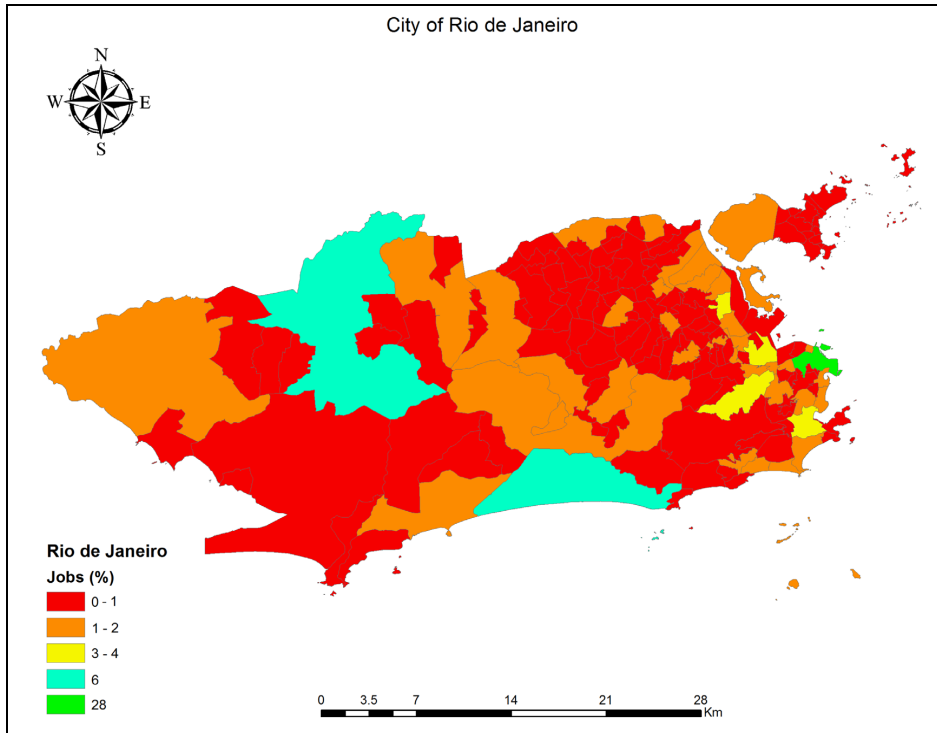 City of Rio de Janeiro
N
W E
S
Rio de Janeiro
Jobs (%)
0 - 1
1 - 2
3 - 4
6
28
0 3.5 7 14 21 28
Km